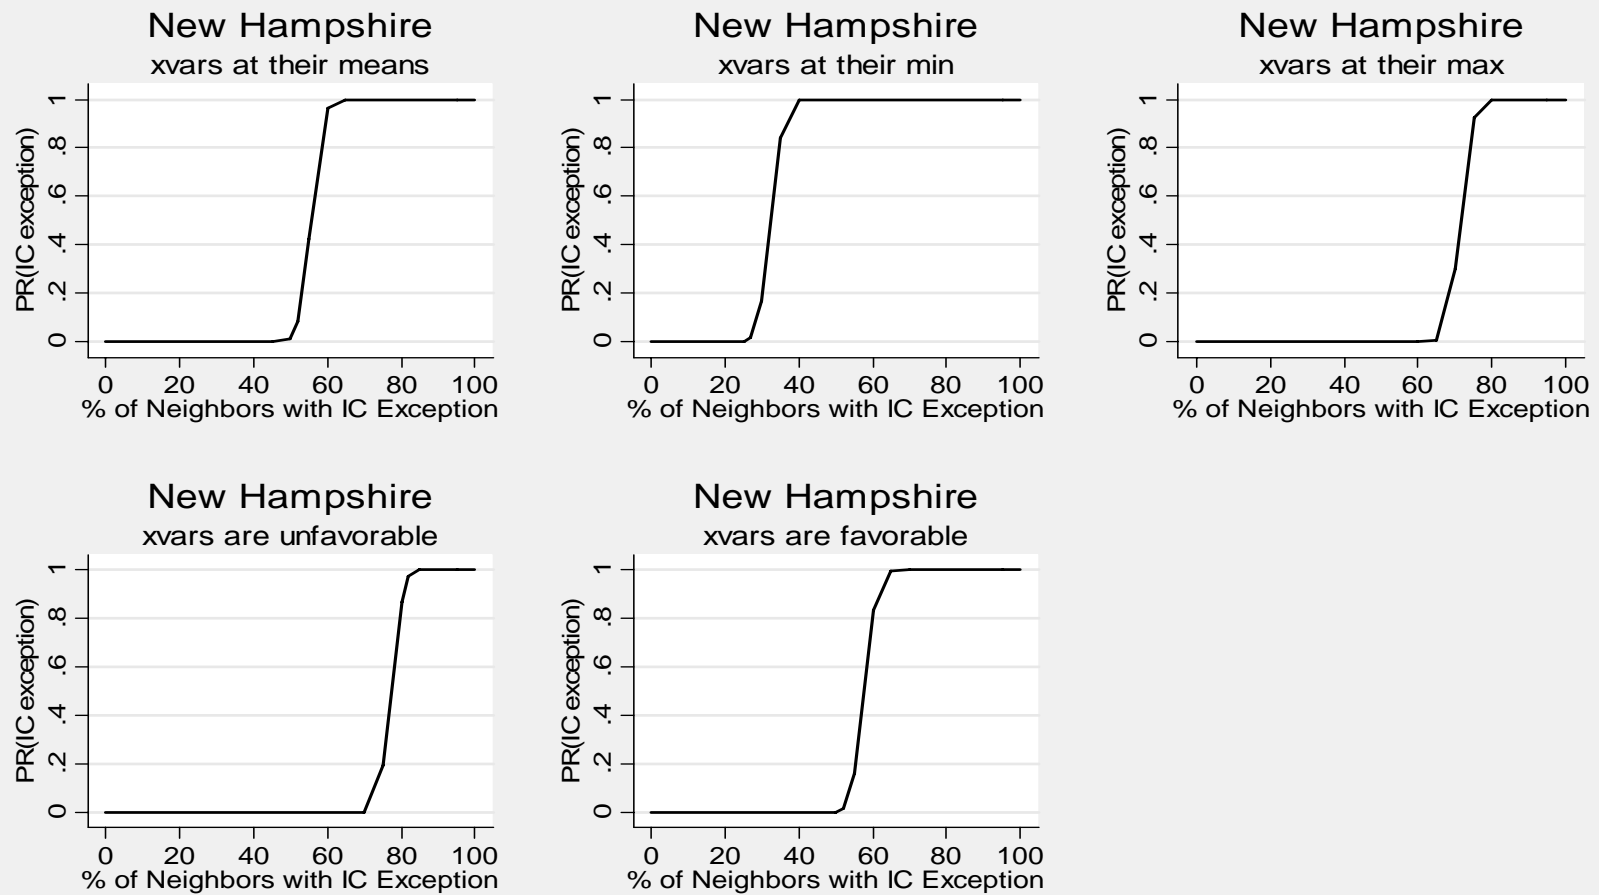 New Hampshire
xvars at their means
PR(IC exception)
1
.8
.6
.4
.2
0
0 20 40 60 80 100
% of Neighbors with IC Exception
New Hampshire
xvars at their min
PR(IC exception)
1
.8
.6
.4
.2
0
0 20 40 60 80 100
% of Neighbors with IC Exception
New Hampshire
xvars at their max
PR(IC exception)
1
.8
.6
.4
.2
0
0 20 40 60 80 100
% of Neighbors with IC Exception
New Hampshire
xvars are unfavorable
PR(IC exception)
1
.8
.6
.4
.2
0
0 20 40 60 80 100
% of Neighbors with IC Exception
New Hampshire
xvars are favorable
PR(IC exception)
1
.8
.6
.4
.2
0
0 20 40 60 80 100
% of Neighbors with IC Exception